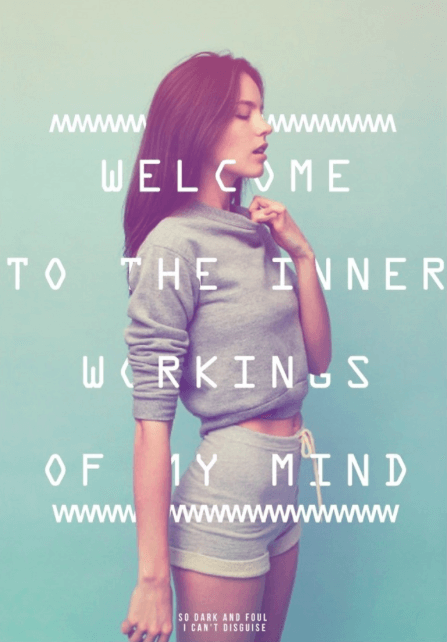 WELCOME
TO THE INNER
WORKINGS
OF MY MIND
SO DARK AND FOUL
I CAN'T DISGUISE